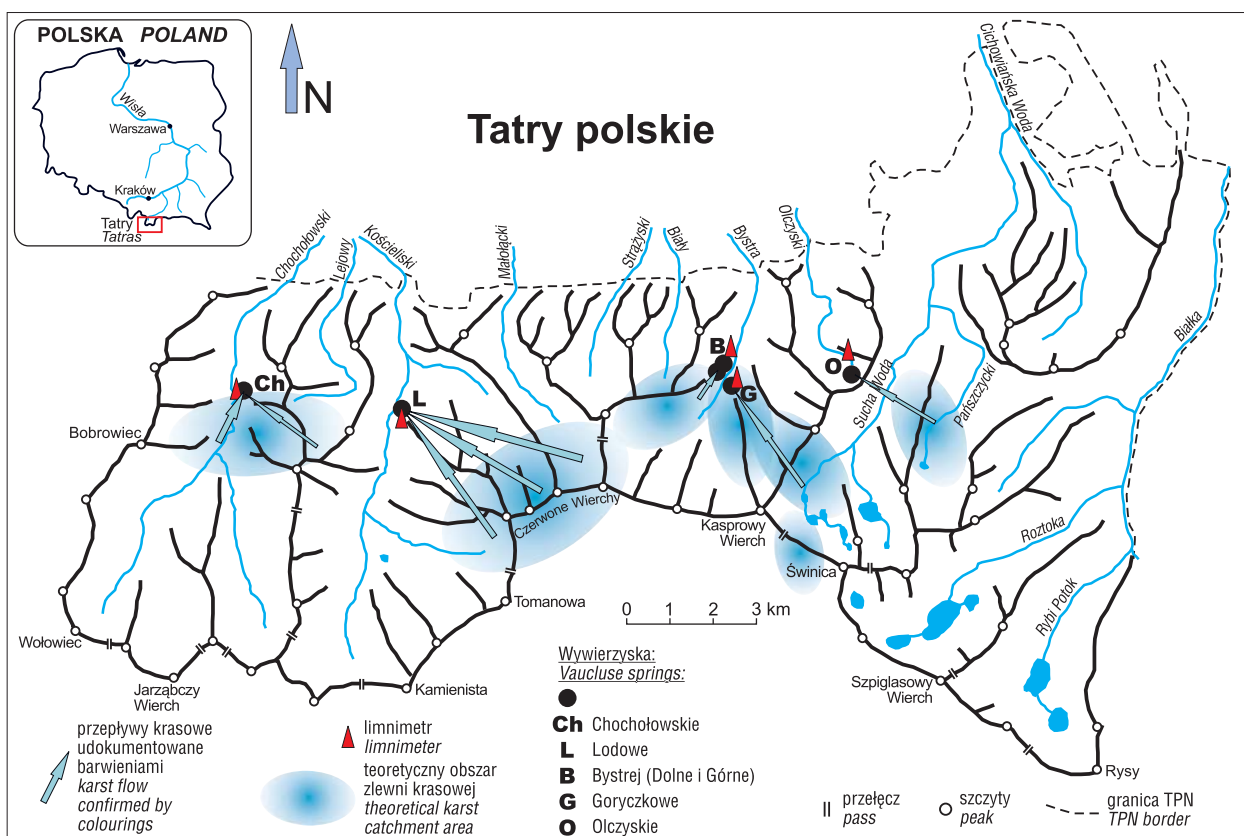 POLSKA POLAND
Wisła
Warszawa
Kraków
Tatry
Tatras
N
Tatry polskie
Cichowiańska Woda
Chochołowski
Lejowy
Kościeliski
Małołącki
Strążyski
Biały
Bystra
Olczyski
Białka
Sucha Woda
Pańszczycki
Ch
L
B
G
O
Bobrowiec
Czerwone Wierchy
Kasprowy
Wierch
Świnica
Roztoka
Rybi Potok
Tomanowa
Wołowiec
Jarząbczy
Wierch
Kamienista
Szpiglasowy
Wierch
Rysy
0 1 2 3 km
przepływy krasowe
udokumentowane
barwieniami
karst flow
confirmed by
colourings
limnimetr
limnimeter
teoretyczny obszar
zlewni krasowej
theoretical karst
catchment area
Wywierzyska:
Vaucluse springs:
Ch Chochołowskie
L Lodowe
B Bystrej (Dolne i Górne)
G Goryczkowe
O Olczyskie
przełęcz
pass
szczyty
peak
granica TPN
TPN border